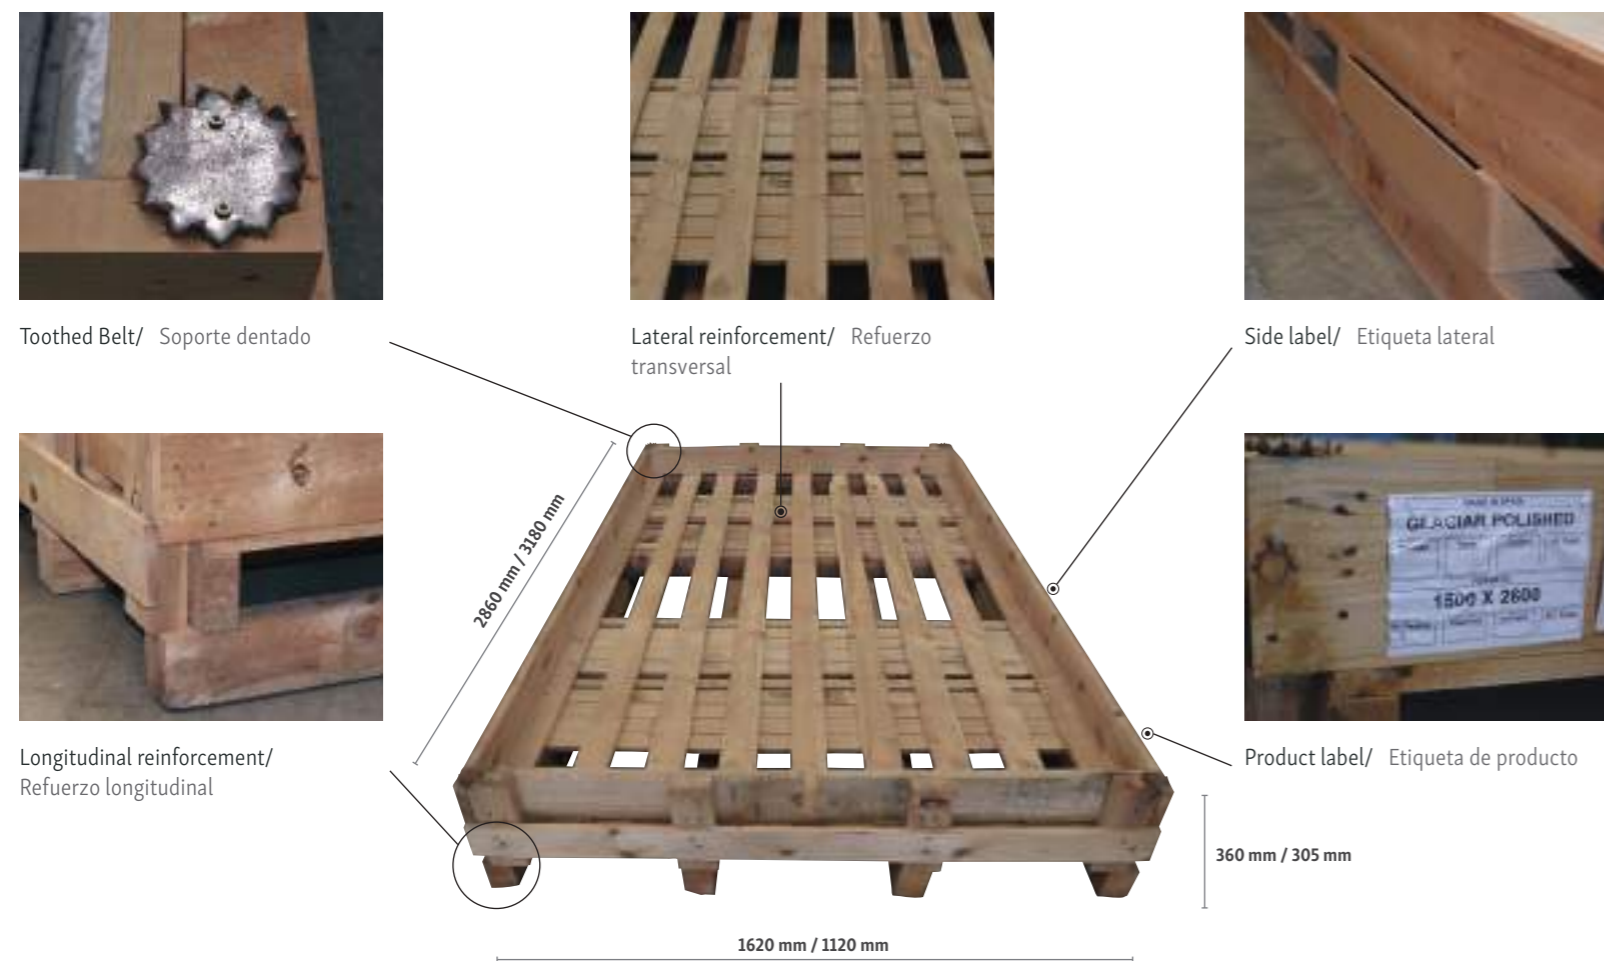 Toothed Belt/ Soporte dentado
Lateral reinforcement/ Refuerzo
transversal
Side label/ Etiqueta lateral
2860 mm / 3180 mm
GLACIAR POLISHED
1500 X 2600
Longitudinal reinforcement/
Refuerzo longitudinal
Product label/ Etiqueta de producto
360 mm / 305 mm
1620 mm / 1120 mm